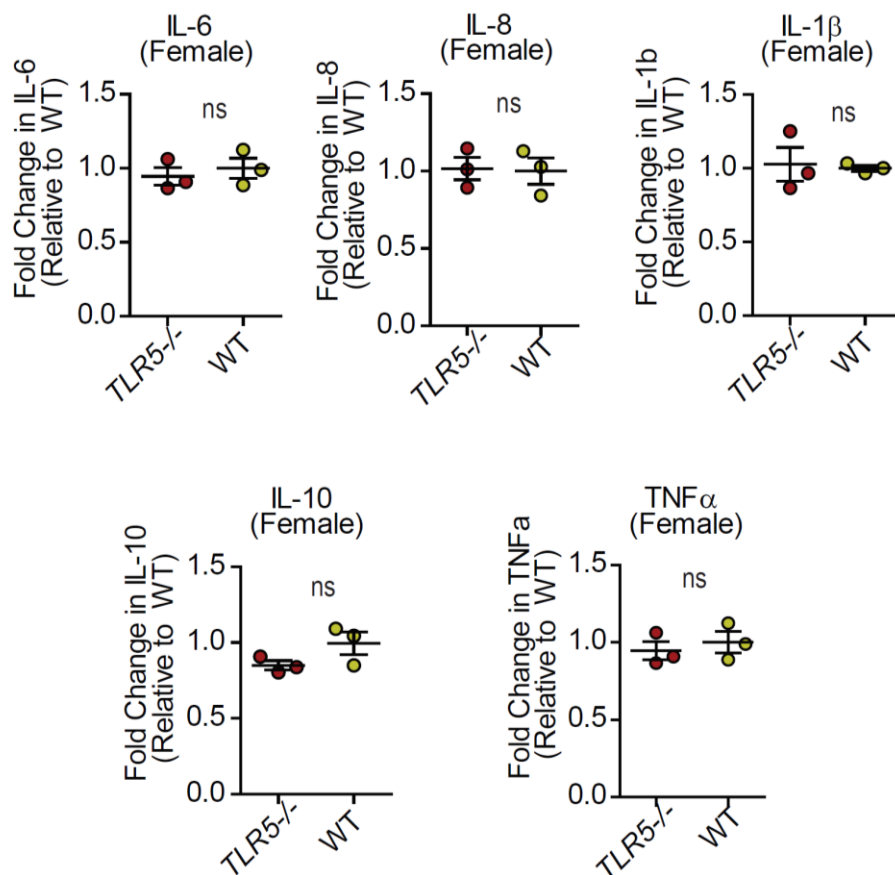 IL-6
(Female)
Fold Change in IL-6
(Relative to WT)
1.5
1.0
0.5
0.0
ns
TLR5-/-
WT
IL-8
(Female)
Fold Change in IL-8
(Relative to WT)
1.5
1.0
0.5
0.0
ns
TLR5-/-
WT
IL-1β
(Female)
Fold Change in IL-1b
(Relative to WT)
1.5
1.0
0.5
0.0
ns
TLR5-/-
WT
IL-10
(Female)
Fold Change in IL-10
(Relative to WT)
1.5
1.0
0.5
0.0
ns
TLR5-/-
WT
TNFα
(Female)
Fold Change in TNFa
(Relative to WT)
1.5
1.0
0.5
0.0
ns
TLR5-/-
WT